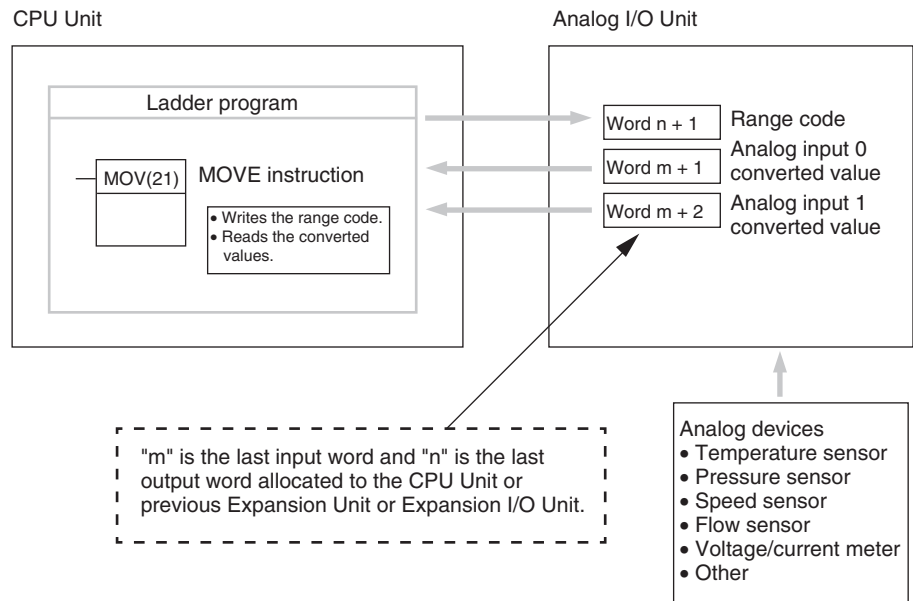 CPU Unit
Analog I/O Unit
Ladder program
MOV(21)
MOVE instruction
• Writes the range code.
• Reads the converted
values.
Word n + 1
Range code
Word m + 1
Analog input 0
converted value
Word m + 2
Analog input 1
converted value
"m" is the last input word and "n" is the last
output word allocated to the CPU Unit or
previous Expansion Unit or Expansion I/O Unit.
Analog devices
• Temperature sensor
• Pressure sensor
• Speed sensor
• Flow sensor
• Voltage/current meter
• Other